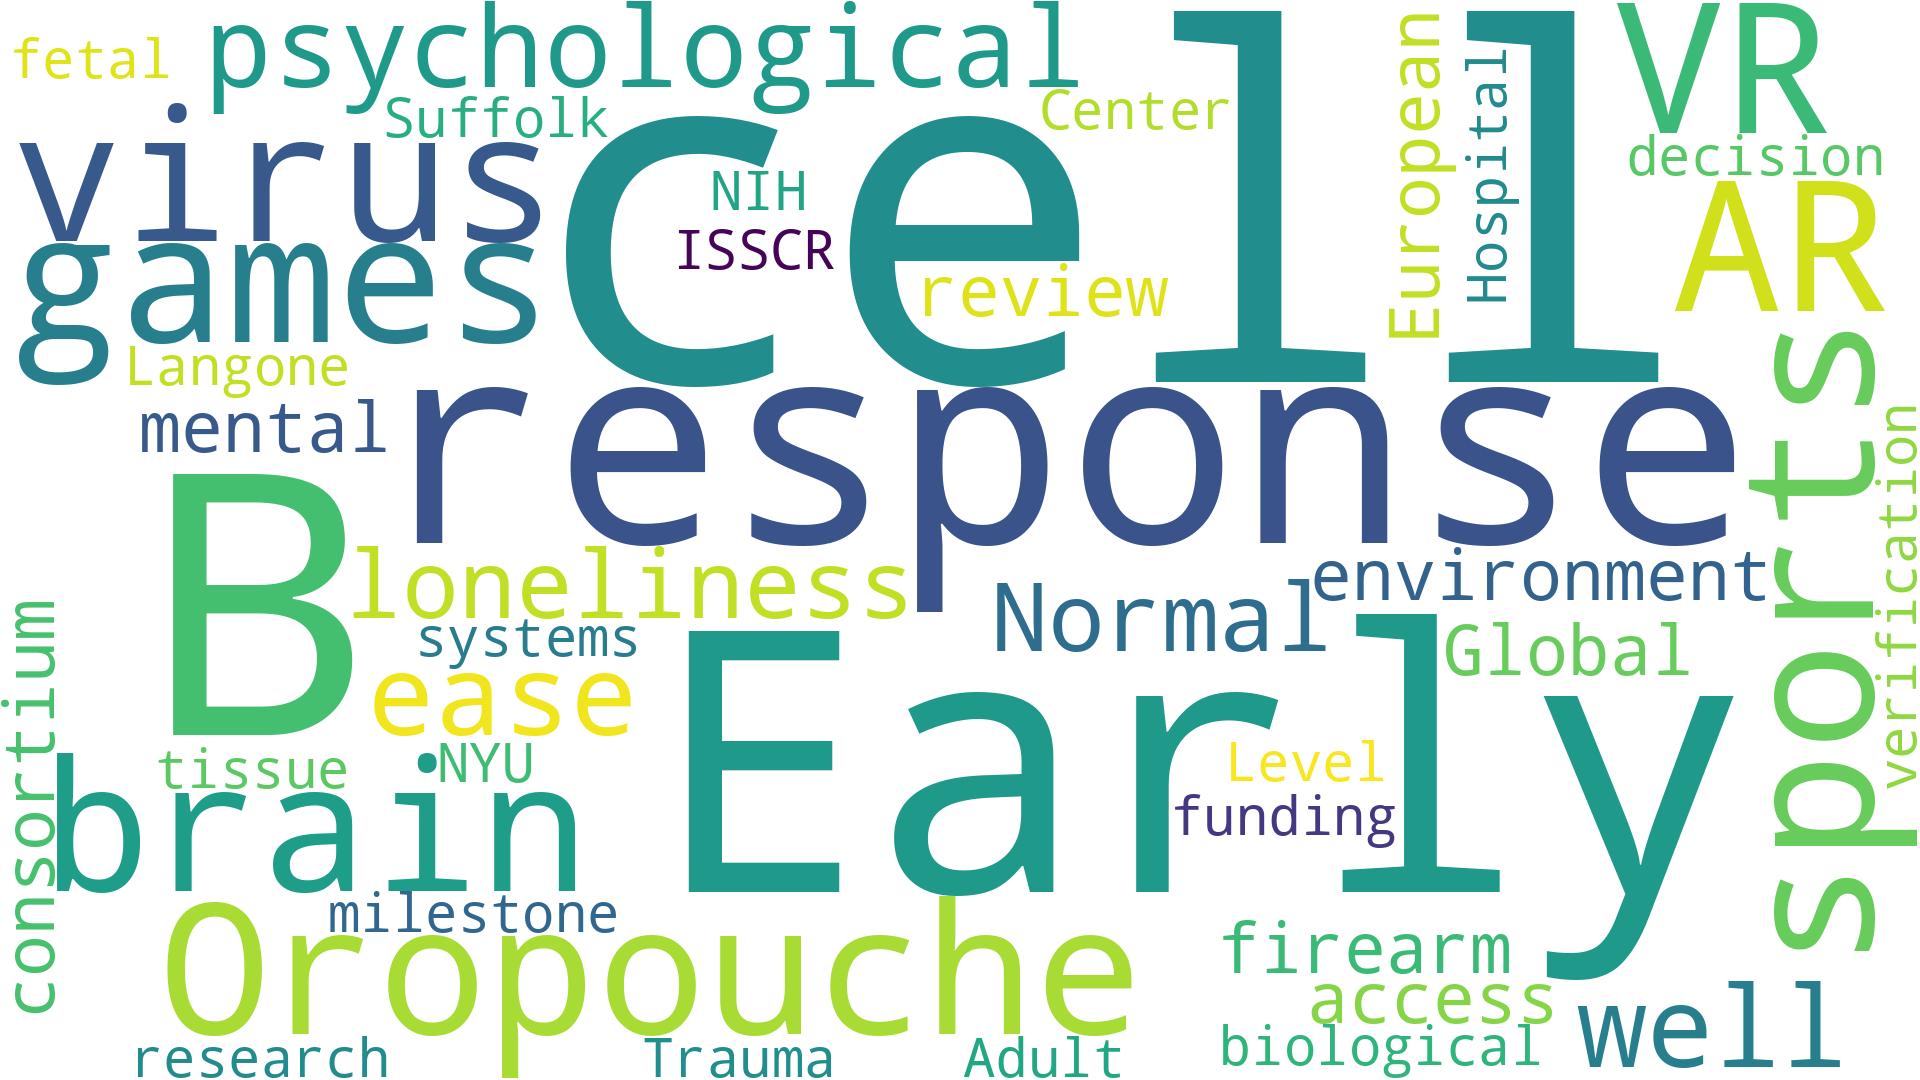 fetal
psychological
Suffolk
Center
European
Hospital
VR
decision
AR
virus
cell
NIH
ISSCR
review
games
Langone
mental
response
sports
verification
B
loneliness
Normal
environment
systems
Early
Global
ease
consortium
tissue
NYU
Level
brain
funding
milestone
Oropouche
firearm
access
well
research
Trauma
Adult
biological